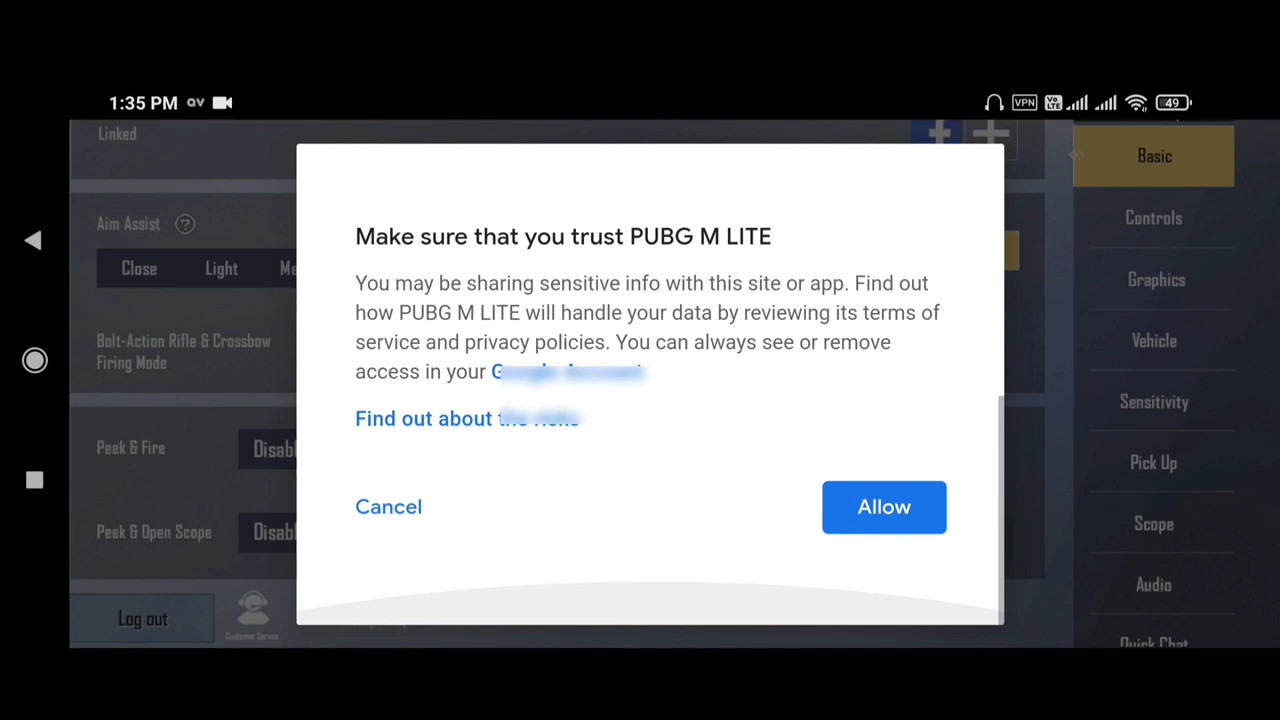 1:35 PM
VPN
Vo LTE
49
Linked
Basic
Aim Assist ?
Close Light
Controls
Graphics
Bolt-Action Rifle & Crossbow
Firing Mode
Vehicle
Sensitivity
Peek & Fire
Pick Up
Peek & Open Scope
Scope
Audio
Log out
Customer Service
Quick Chat
Make sure that you trust PUBG M LITE
You may be sharing sensitive info with this site or app. Find out
how PUBG M LITE will handle your data by reviewing its terms of
service and privacy policies. You can always see or remove
access in your
Find out about
Cancel
Allow